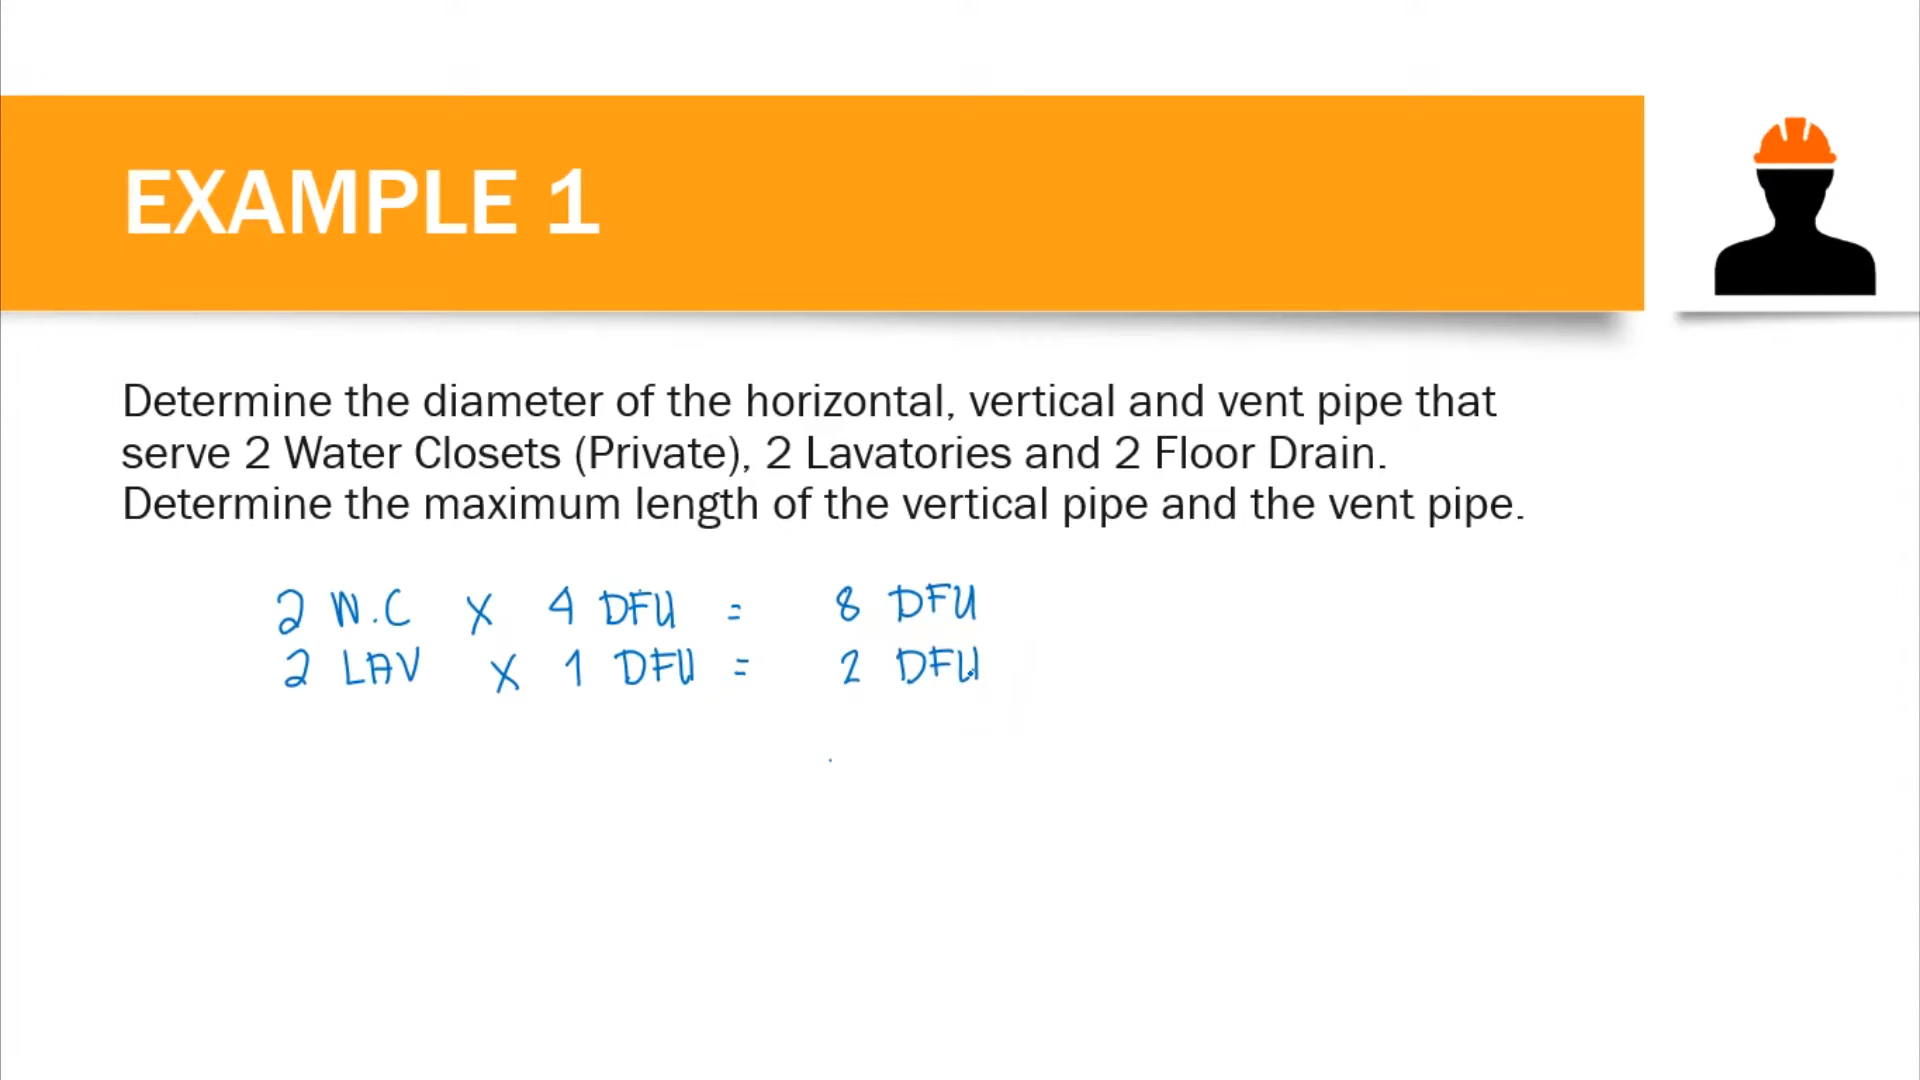 EXAMPLE 1
Determine the diameter of the horizontal, vertical and vent pipe that
serve 2 Water Closets (Private), 2 Lavatories and 2 Floor Drain.
Determine the maximum length of the vertical pipe and the vent pipe.
2 W.C X 4 DFU = 8 DFU
2 LAV X 1 DFU = 2 DFU